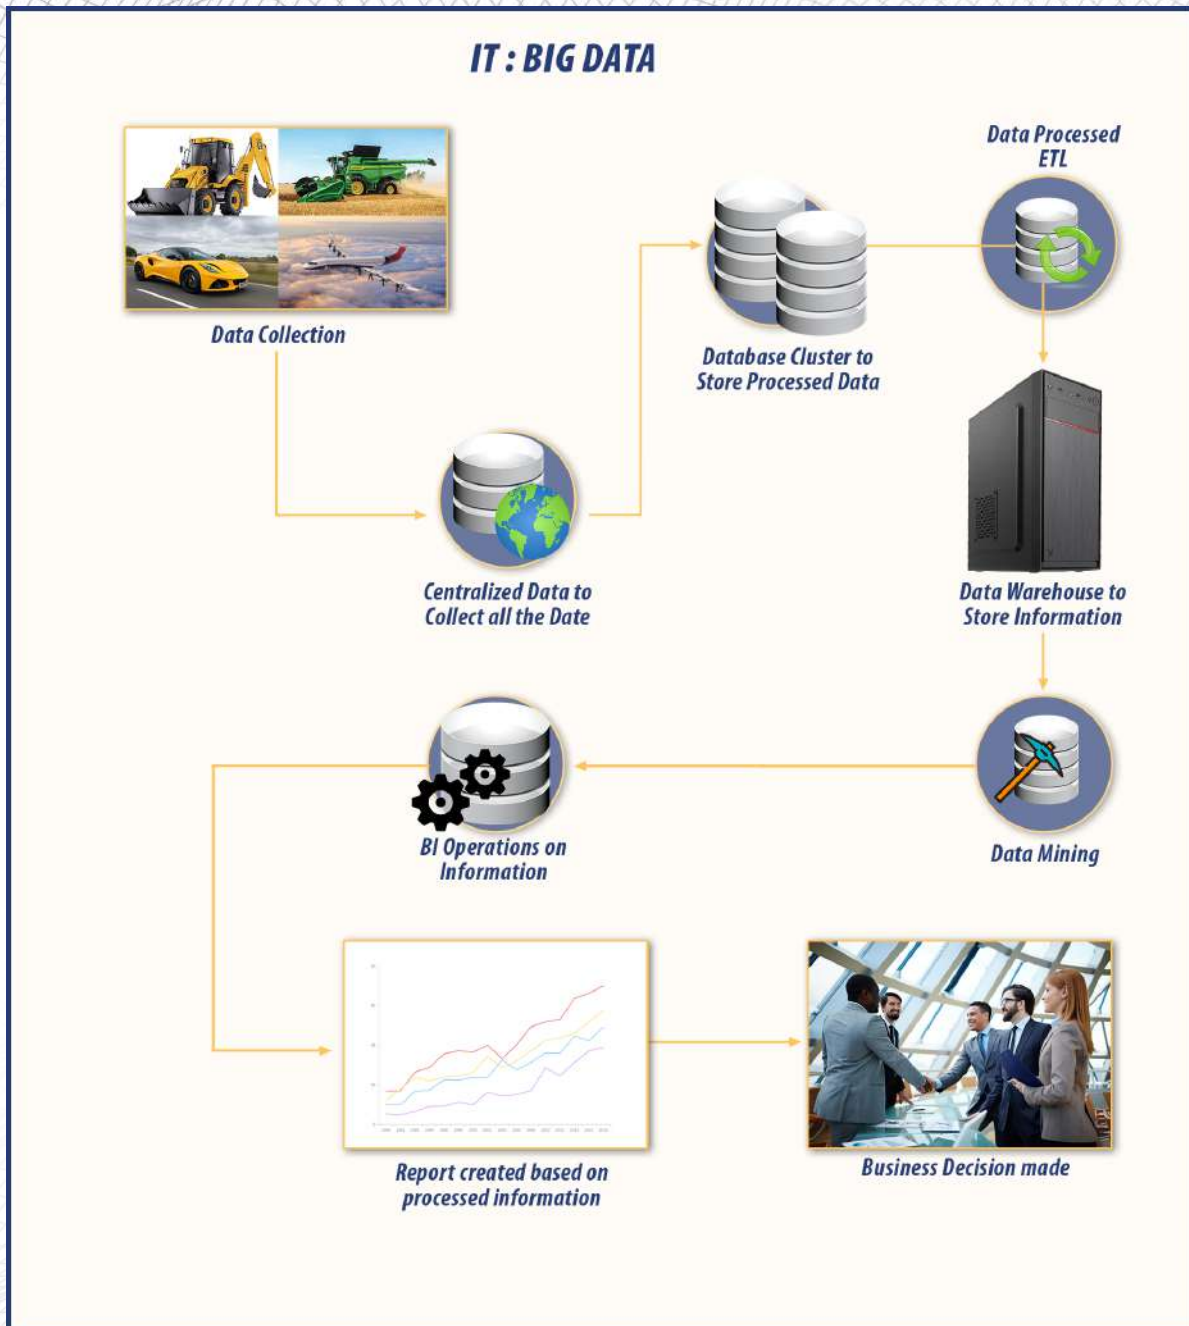 IT : BIG DATA
Data Collection
Data Processed
ETL
Database Cluster to
Store Processed Data
Centralized Data to
Collect all the Date
Data Warehouse to
Store Information
BI Operations on
Information
Data Mining
Report created based on
processed information
Business Decision made